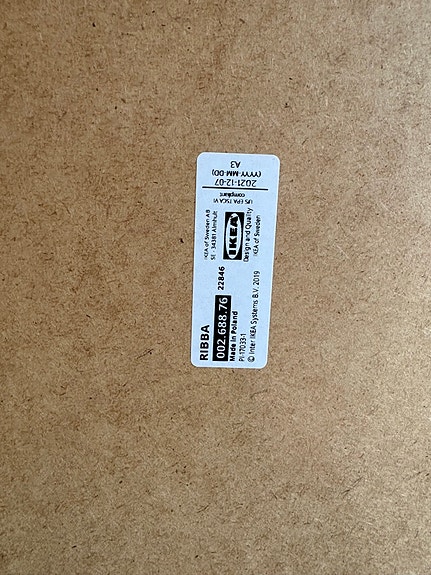 RIBBA
002.688.76 22846
Made in Poland
PI-17033-1
© Inter IKEA Systems B.V. 2019
IKEA of Sweden AB
SE - 34381 Älmhult
IKEA
Design and Quality
IKEA of Sweden
US EPA TSCA VI
compliant
2021-12-07
(YYYY-MM-DD)
A3